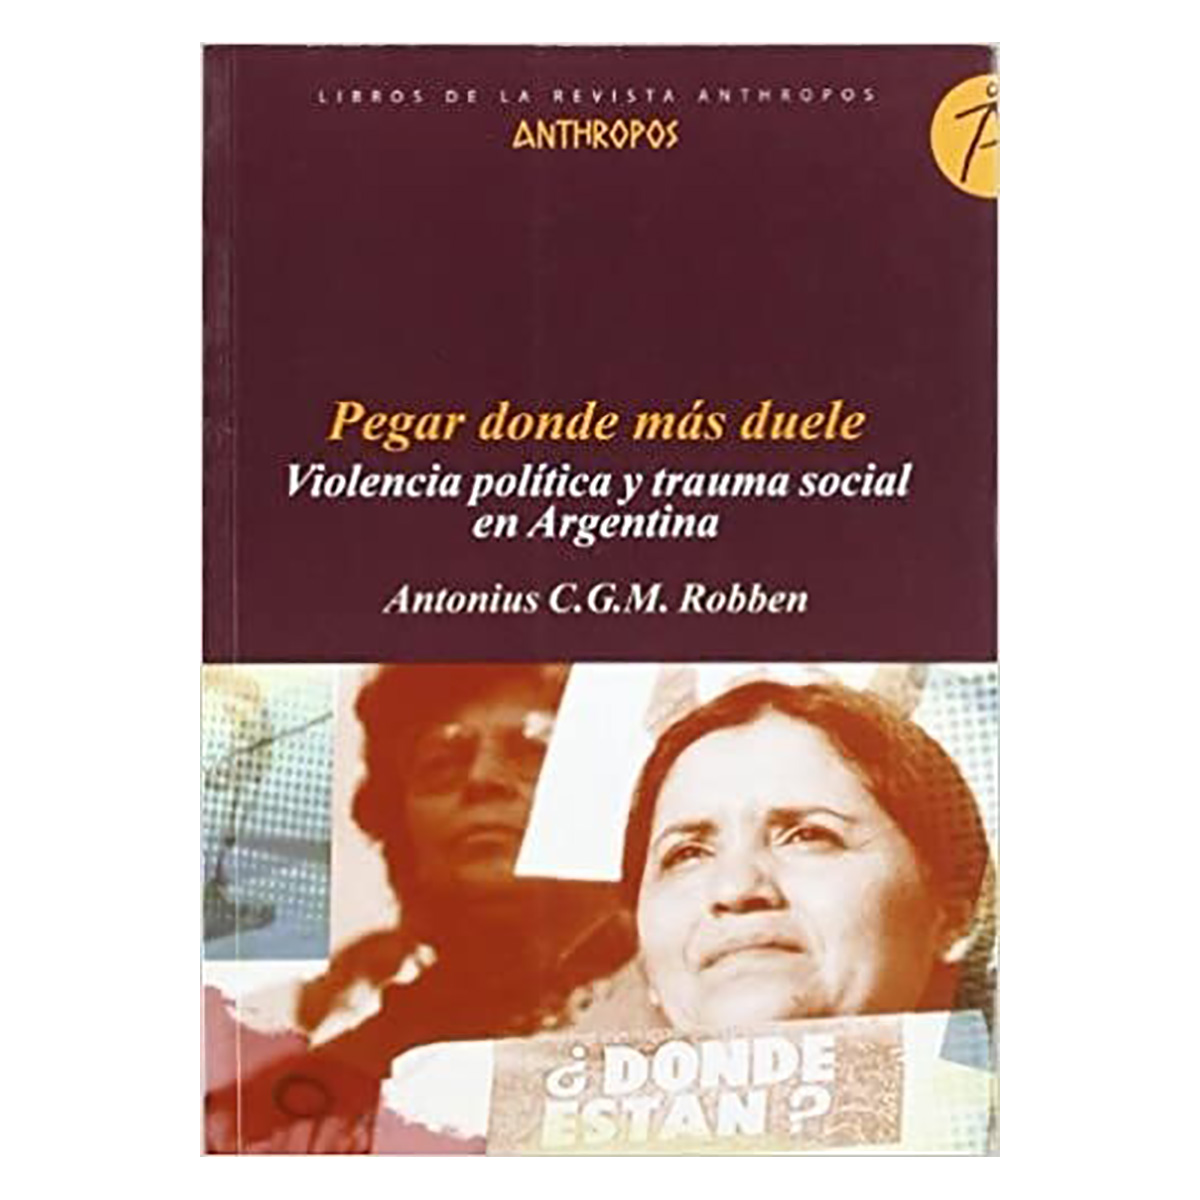 LIBROS DE LA REVISTA ANTHROPOS
ANTHROPOS
Pegar donde más duele
Violencia política y trauma social
en Argentina
Antonius C.G.M. Robben
¿DONDE
ESTAN?